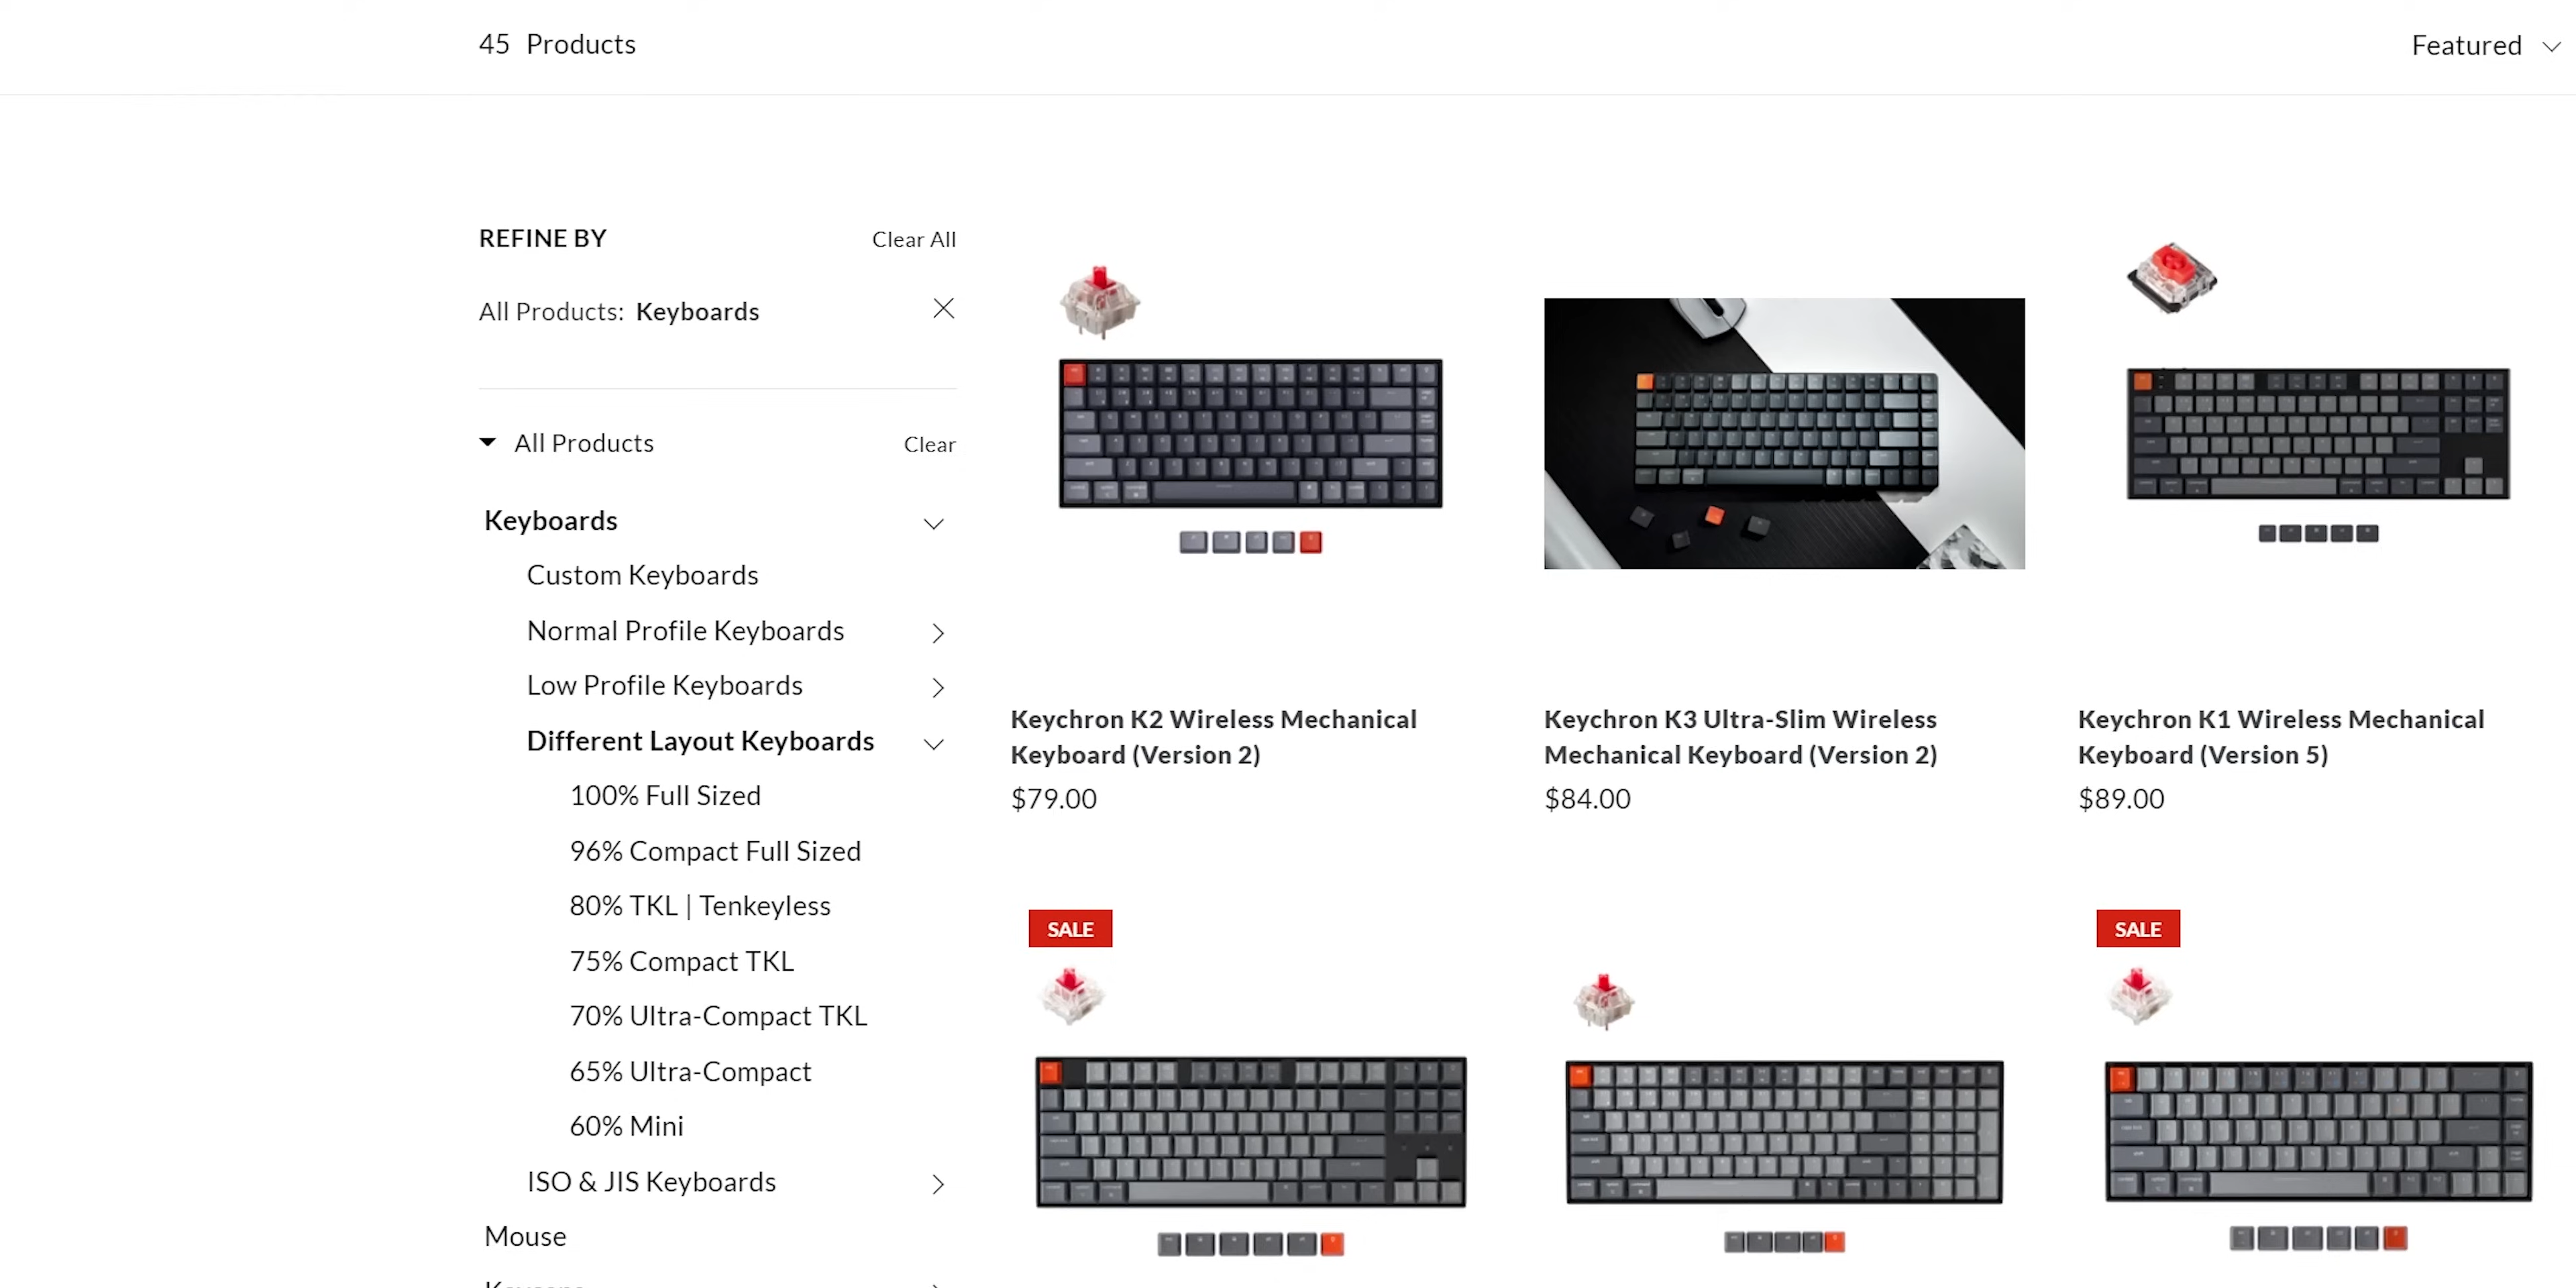 45 Products
Featured
REFINE BY
Clear All
All Products: Keyboards
All Products
Clear
Keyboards
Custom Keyboards
Normal Profile Keyboards
Low Profile Keyboards
Different Layout Keyboards
100% Full Sized
96% Compact Full Sized
80% TKL | Tenkeyless
75% Compact TKL
70% Ultra-Compact TKL
65% Ultra-Compact
60% Mini
ISO & JIS Keyboards
Mouse
Keychron K2 Wireless Mechanical
Keyboard (Version 2)
$79.00
Keychron K3 Ultra-Slim Wireless
Mechanical Keyboard (Version 2)
$84.00
Keychron K1 Wireless Mechanical
Keyboard (Version 5)
$89.00
SALE
SALE